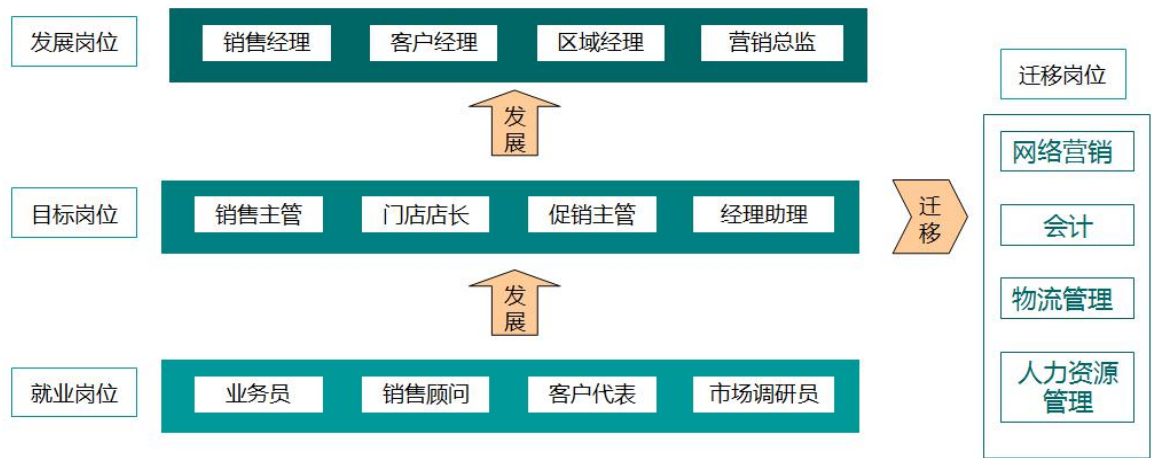 发展岗位
销售经理
客户经理
区域经理
营销总监
迁移岗位
发
展
网络营销
目标岗位
销售主管
门店店长
促销主管
经理助理
迁
移
会计
发
展
物流管理
就业岗位
业务员
销售顾问
客户代表
市场调研员
人力资源
管理